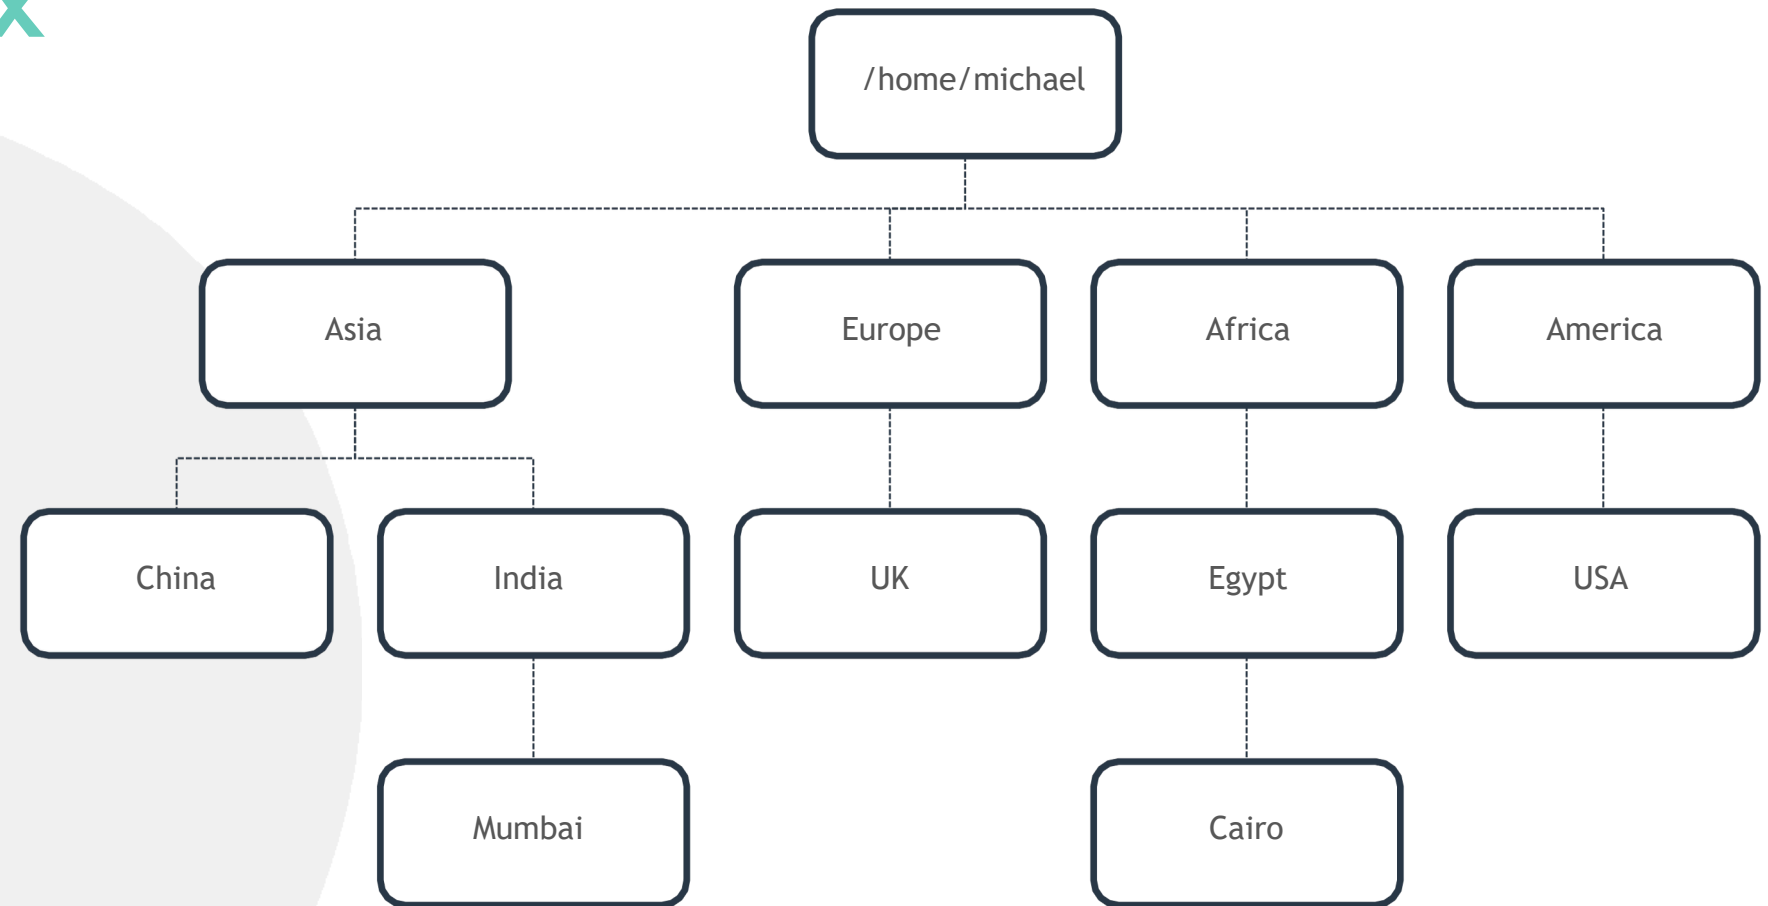 x
/home/michael
Asia
Europe
Africa
America
China
India
UK
Egypt
USA
Mumbai
Cairo